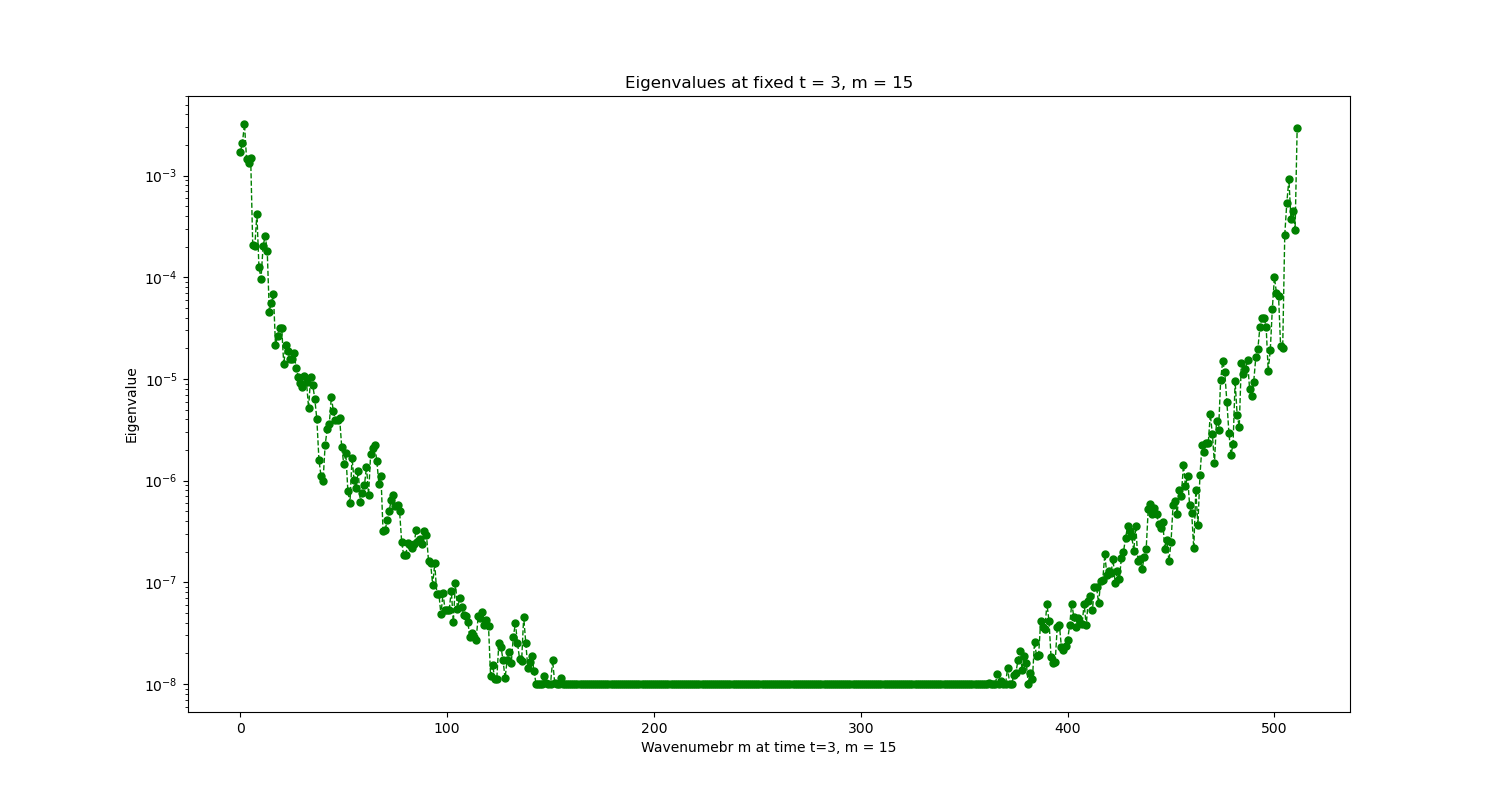 Eigenvalues at fixed t = 3, m = 15
Eigenvalue
10⁻³
10⁻⁴
10⁻⁵
10⁻⁶
10⁻⁷
10⁻⁸
0 100 200 300 400 500
Wavenumebr m at time t=3, m = 15